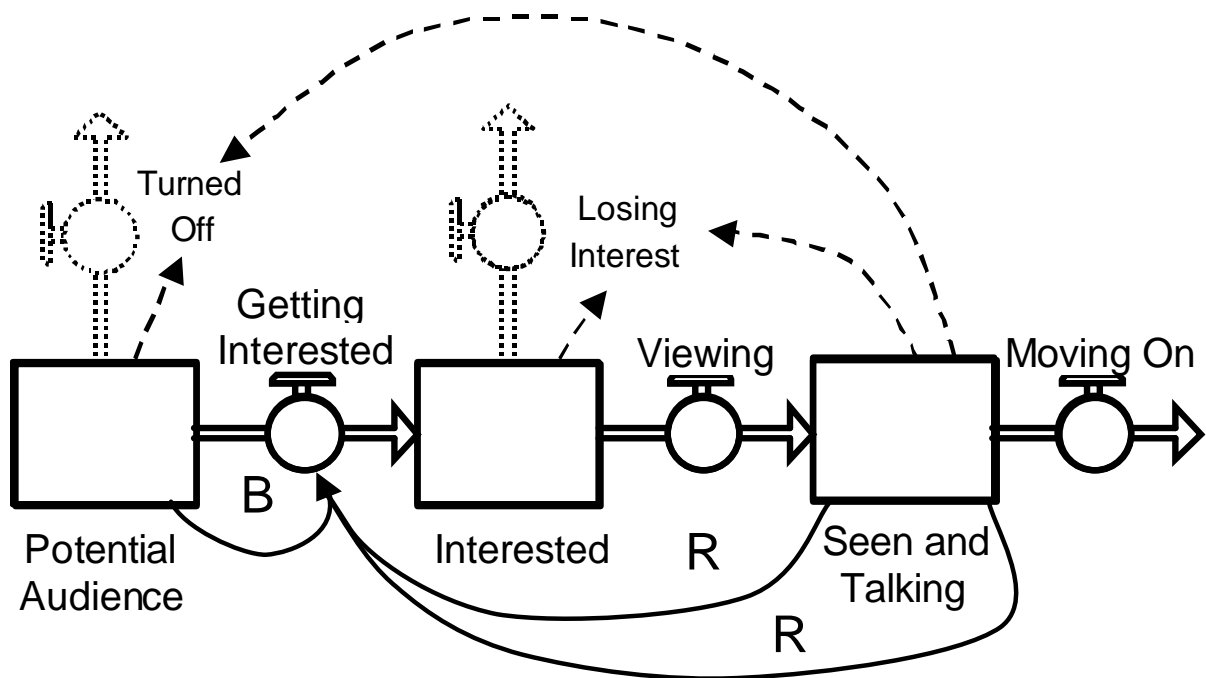 Turned
Off
Losing
Interest
Getting
Interested
Viewing
Moving On
B
Potential
Audience
Interested
R
Seen and
Talking
R